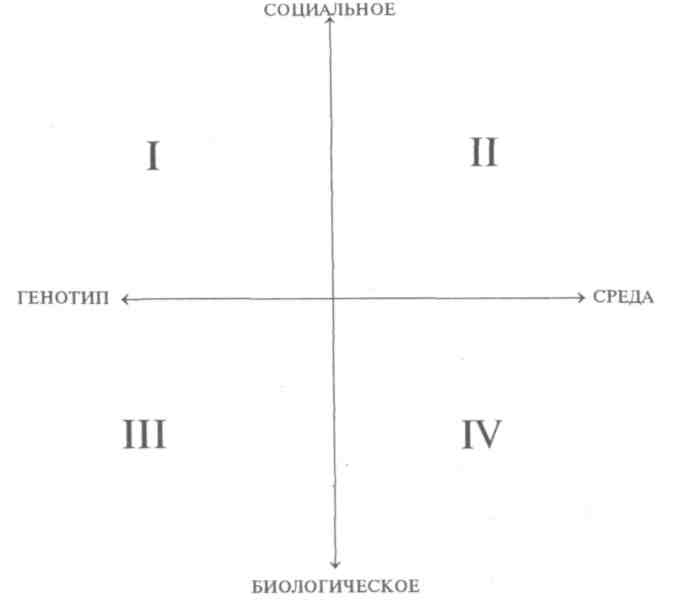 СОЦИАЛЬНОЕ
I
II
ГЕНОТИП
СРЕДА
III
IV
БИОЛОГИЧЕСКОЕ